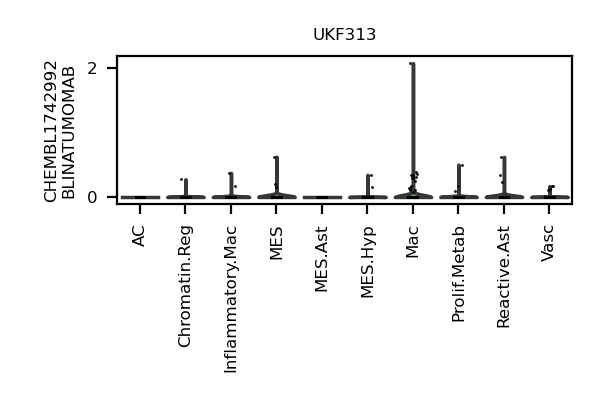 UKF313
CHEMBL1742992
BLINATUMOMAB
2
0
AC
Chromatin.Reg
Inflammatory.Mac
MES
MES.Ast
MES.Hyp
Mac
Prolif.Metab
Reactive.Ast
Vasc